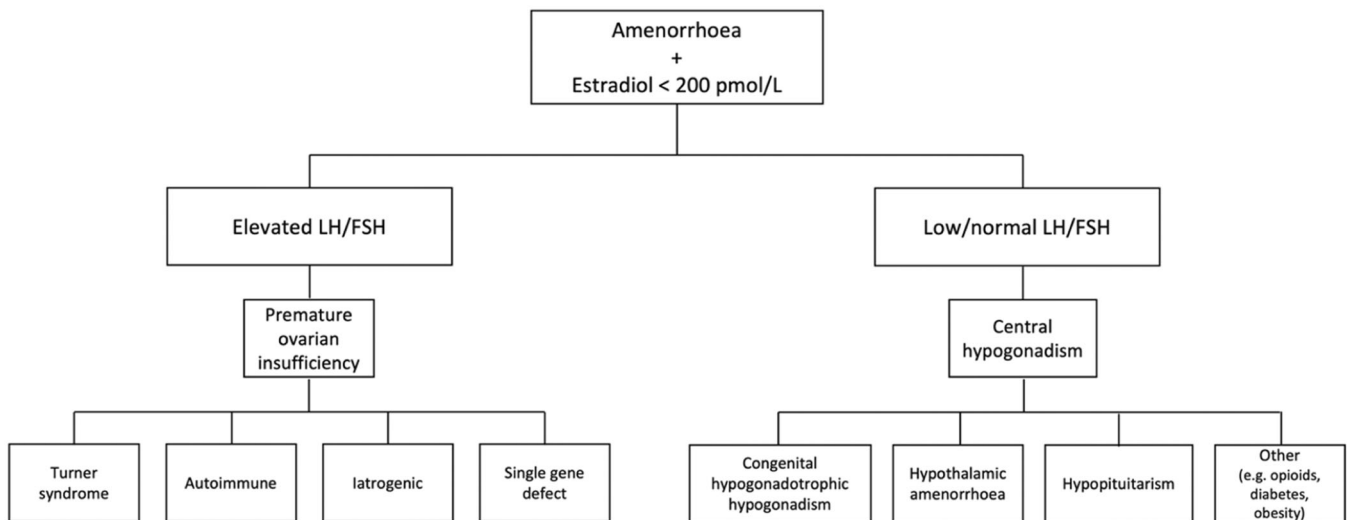 Amenorrhoea
+
Estradiol < 200 pmol/L
Elevated LH/FSH
Low/normal LH/FSH
Premature
ovarian
insufficiency
Central
hypogonadism
Turner
syndrome
Autoimmune
Iatrogenic
Single gene
defect
Congenital
hypogonadotrophic
hypogonadism
Hypothalamic
amenorrhoea
Hypopituitarism
Other
(e.g. opioids,
diabetes,
obesity)